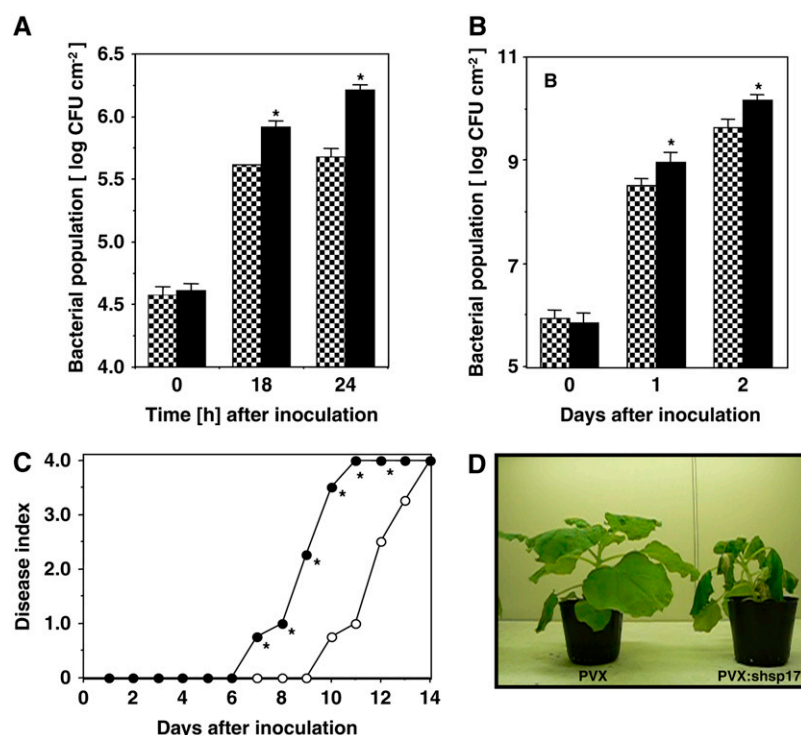 A
Bacterial population [ log CFU cm-2]
6.5
6.0
5.5
5.0
4.5
4.0
*
*
0 18 24
Time [h] after inoculation
B
Bacterial population [ log CFU cm-2]
11
9
7
5
B
*
*
0 1 2
Days after inoculation
C
Disease index
4.0
3.0
2.0
1.0
0
* * * * * *
0 2 4 6 8 10 12 14
Days after inoculation
D
PVX PVX:shsp17